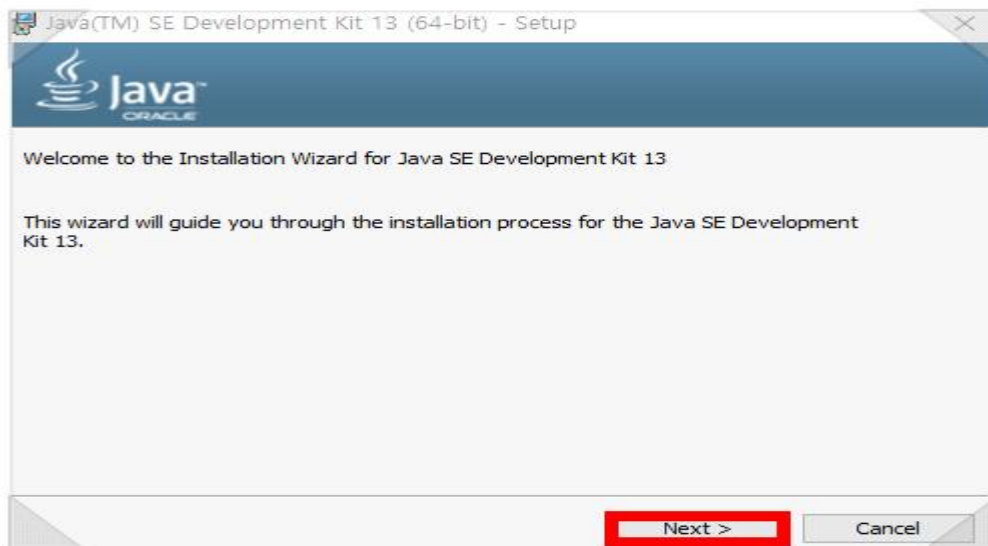 Java(TM) SE Development Kit 13 (64-bit) - Setup
Java™
ORACLE
Welcome to the Installation Wizard for Java SE Development Kit 13
This wizard will guide you through the installation process for the Java SE Development
Kit 13.
Next >
Cancel